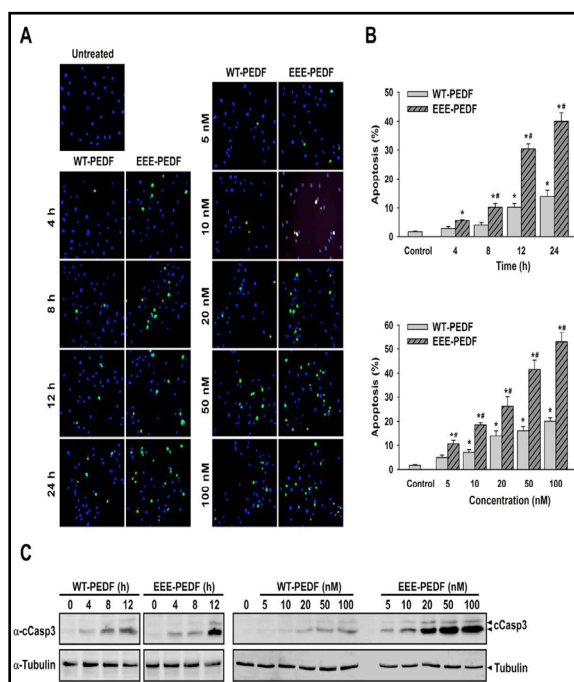 A
Untreated
WT-PEDF EEE-PEDF
4 h
8 h
12 h
24 h
WT-PEDF EEE-PEDF
5 nM
10 nM
20 nM
50 nM
100 nM
B
WT-PEDF
EEE-PEDF
Apoptosis (%)
50
40
30
20
10
0
* *# * *# * *#
Control 4 8 12 24
Time (h)
WT-PEDF
EEE-PEDF
Apoptosis (%)
60
50
40
30
20
10
0
*# * *# * *# * *# * *#
Control 5 10 20 50 100
Concentration (nM)
C
WT-PEDF (h) EEE-PEDF (h) WT-PEDF (nM) EEE-PEDF (nM)
0 4 8 12 0 4 8 12 0 5 10 20 50 100 5 10 20 50 100
α-cCasp3 cCasp3
α-Tubulin Tubulin